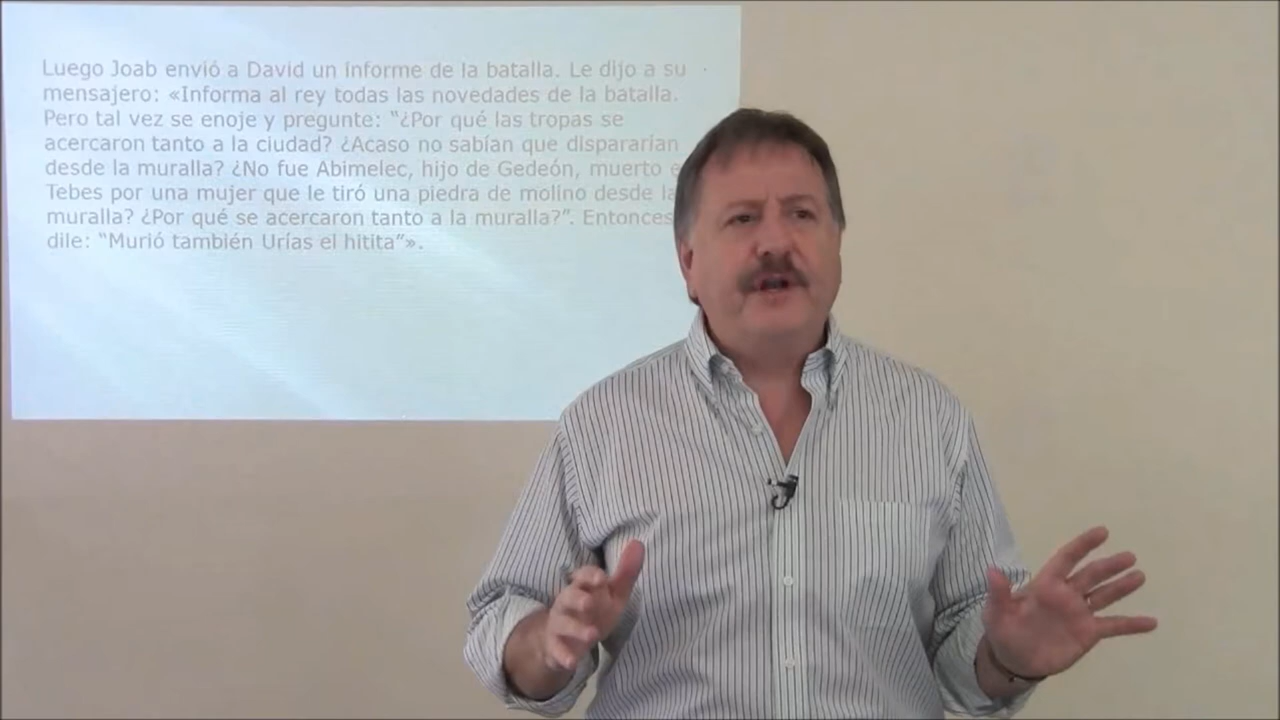 Luego Joab envió a David un informe de la batalla. Le dijo a su
mensajero: «Informa al rey todas las novedades de la batalla.
Pero tal vez se enoje y pregunte: “¿Por qué las tropas se
acercaron tanto a la ciudad? ¿Acaso no sabían que dispararían
desde la muralla? ¿No fue Abimelec, hijo de Gedeón, muerto e
Tebes por una mujer que le tiró una piedra de molino desde la
muralla? ¿Por qué se acercaron tanto a la muralla?”. Entonces
dile: “Murió también Urías el hitita”».